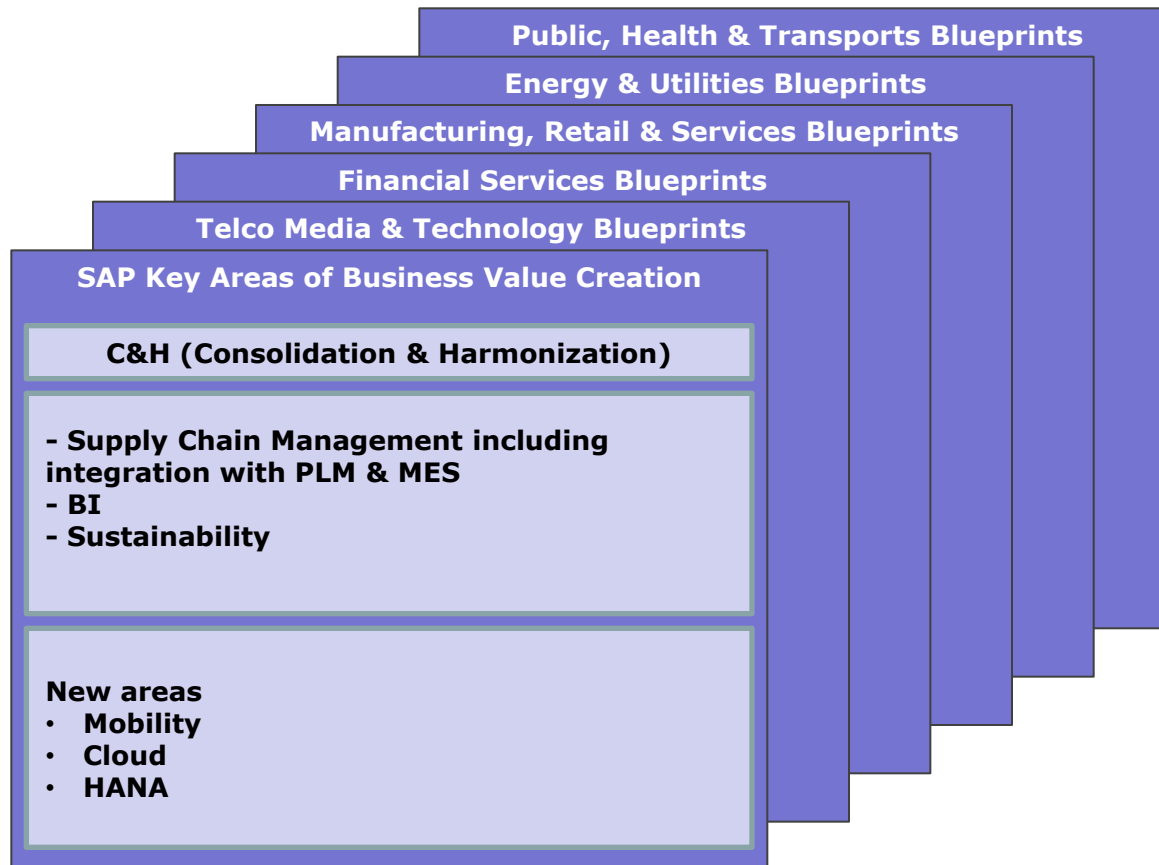 Public, Health & Transports Blueprints
Energy & Utilities Blueprints
Manufacturing, Retail & Services Blueprints
Financial Services Blueprints
Telco Media & Technology Blueprints
SAP Key Areas of Business Value Creation
C&H (Consolidation & Harmonization)
- Supply Chain Management including
integration with PLM & MES
- BI
- Sustainability
New areas
• Mobility
• Cloud
• HANA